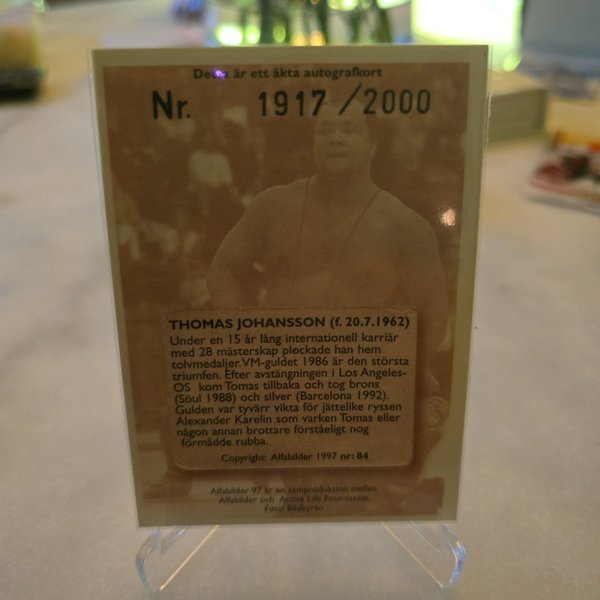 Detta är ett äkta autografkort
Nr. 1917/2000
THOMAS JOHANSSON (f. 20.7.1962)
Under en 15 år lång internationell karriär
med 28 mästerskap plockade han hem
tolvmedaljer. VM-guldet 1986 är den största
triumfen. Efter avstängningen i Los Angeles-
OS kom Tomas tillbaka och tog brons
(Söul 1988) och silver (Barcelona 1992).
Gulden var tyvärr vikta för jättelike ryssen
Alexander Karelin som varken Tomas eller
någon annan brottare förståeligt nog
förmådde rubba.
Copyright: Alfabilder 1997 nr: 84
Alfabilder 97 är en samproduktion mellan
Alfabilder och Active Life Foundation.
Foto: Bildbyrån